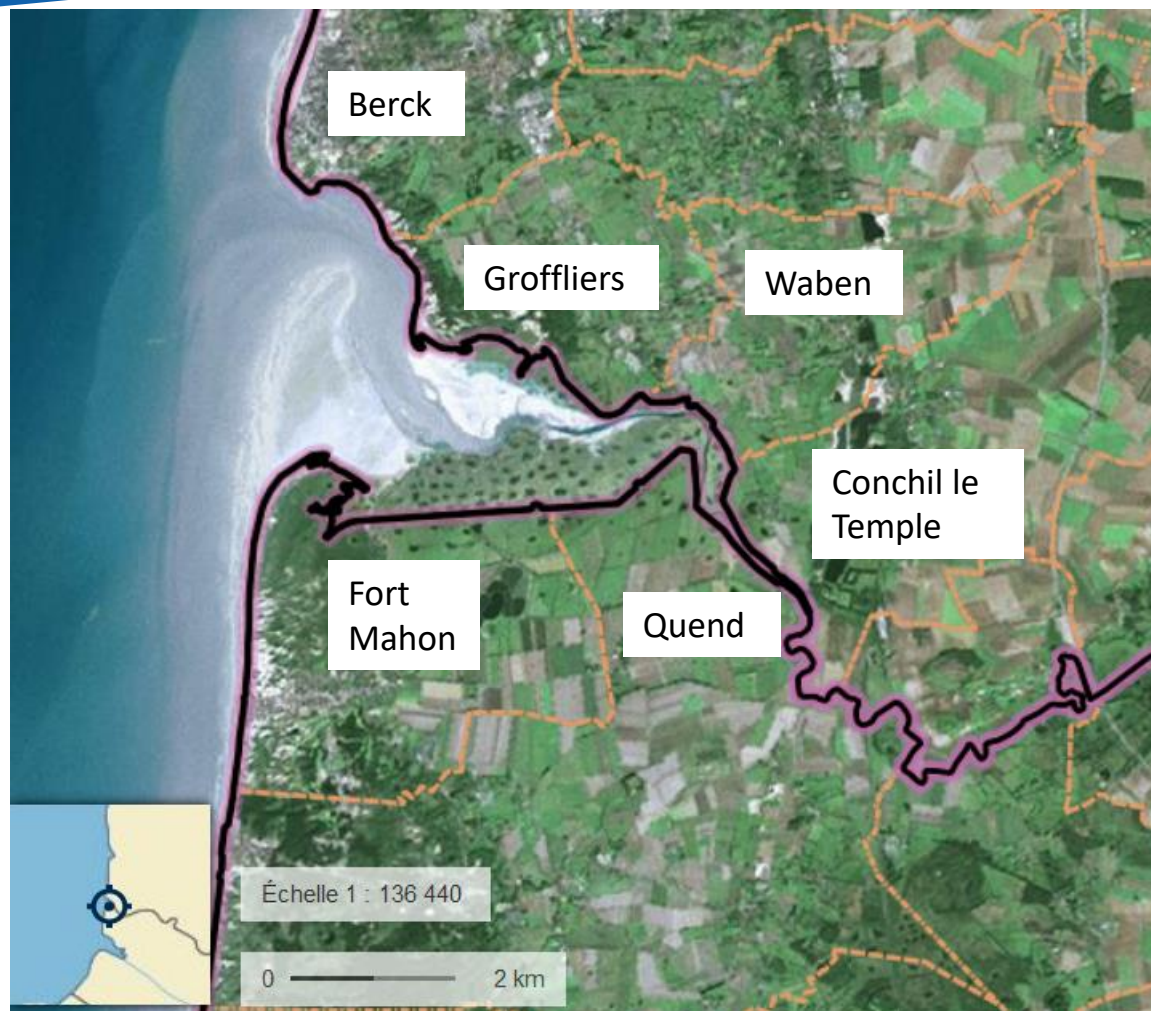 Berck
Groffliers
Waben
Conchil le
Temple
Fort
Mahon
Quend
Échelle 1 : 136 440
0 2 km